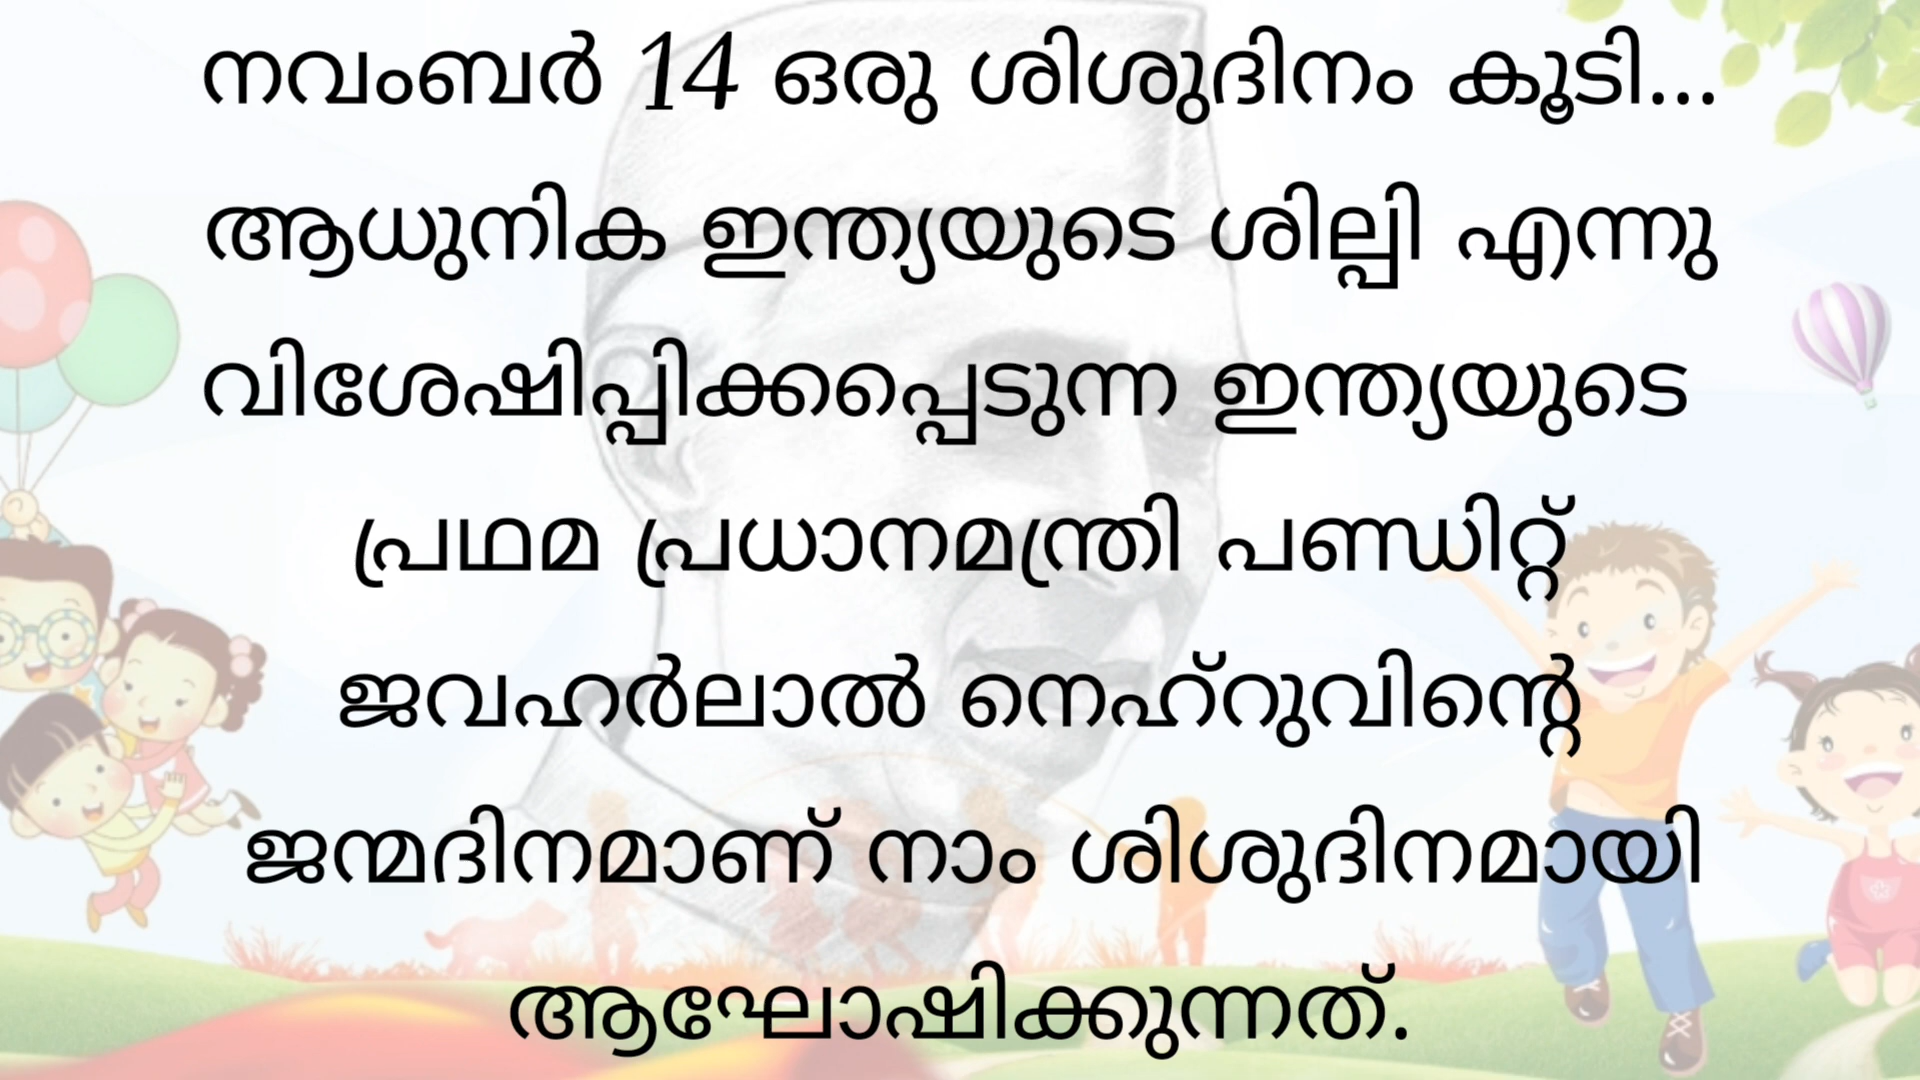 നവംബർ 14 ഒരു ശിശുദിനം കൂടി...
ആധുനിക ഇന്ത്യയുടെ ശില്പി എന്നു
വിശേഷിപ്പിക്കപ്പെടുന്ന ഇന്ത്യയുടെ
പ്രഥമ പ്രധാനമന്ത്രി പണ്ഡിറ്റ്
ജവഹർലാൽ നെഹ്റുവിന്റെ
ജന്മദിനമാണ് നാം ശിശുദിനമായി
ആഘോഷിക്കുന്നത്.